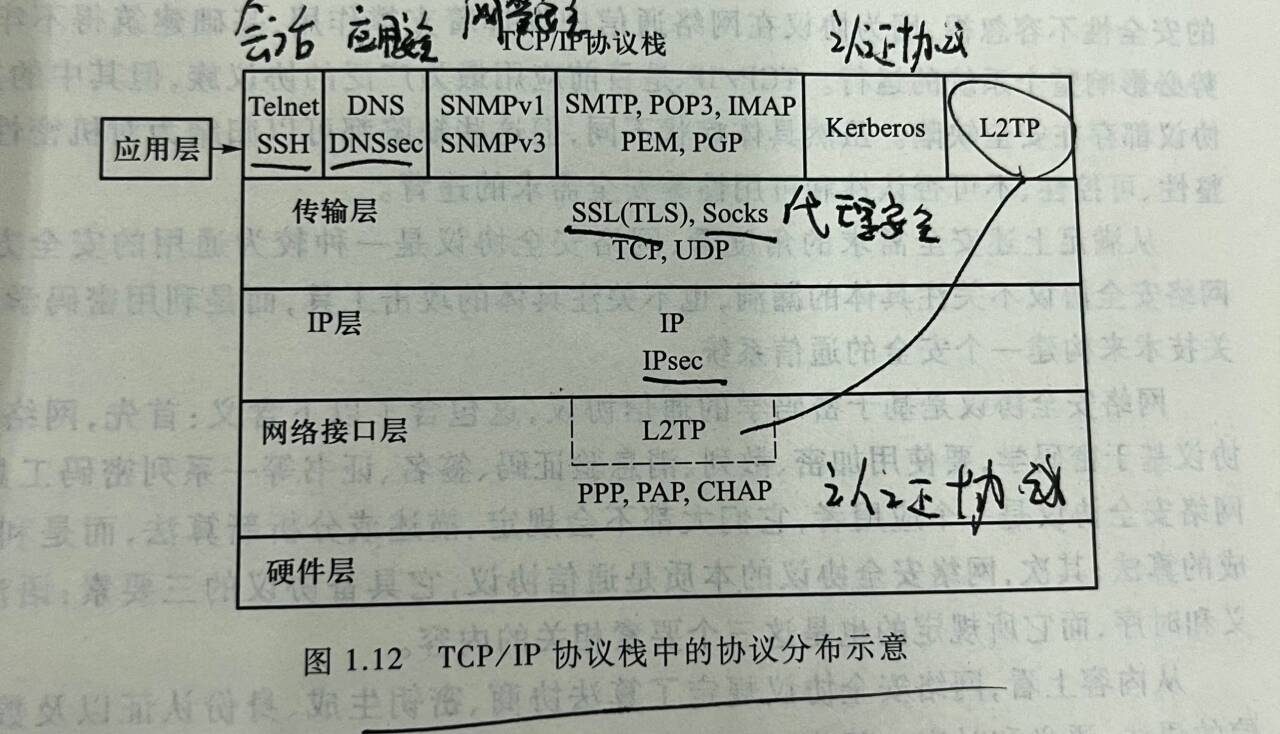 会话 应用安全 网管安全 认证协议
TCP/IP协议栈
应用层
Telnet
SSH
DNS
DNSsec
SNMPv1
SNMPv3
SMTP, POP3, IMAP
PEM, PGP
Kerberos
L2TP
传输层
SSL(TLS), Socks 代理安全
TCP, UDP
IP层
IP
IPsec
网络接口层
L2TP
PPP, PAP, CHAP 认证协议
硬件层
图 1.12 TCP/IP 协议栈中的协议分布示意